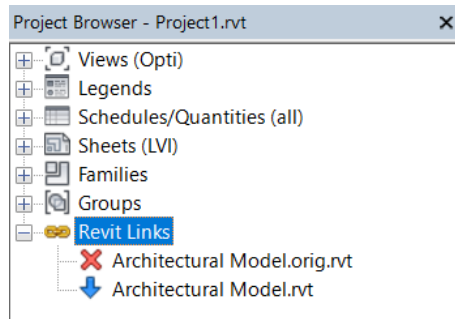 Project Browser - Project1.rvt
Views (Opti)
Legends
Schedules/Quantities (all)
Sheets (LVI)
Families
Groups
Revit Links
Architectural Model.orig.rvt
Architectural Model.rvt